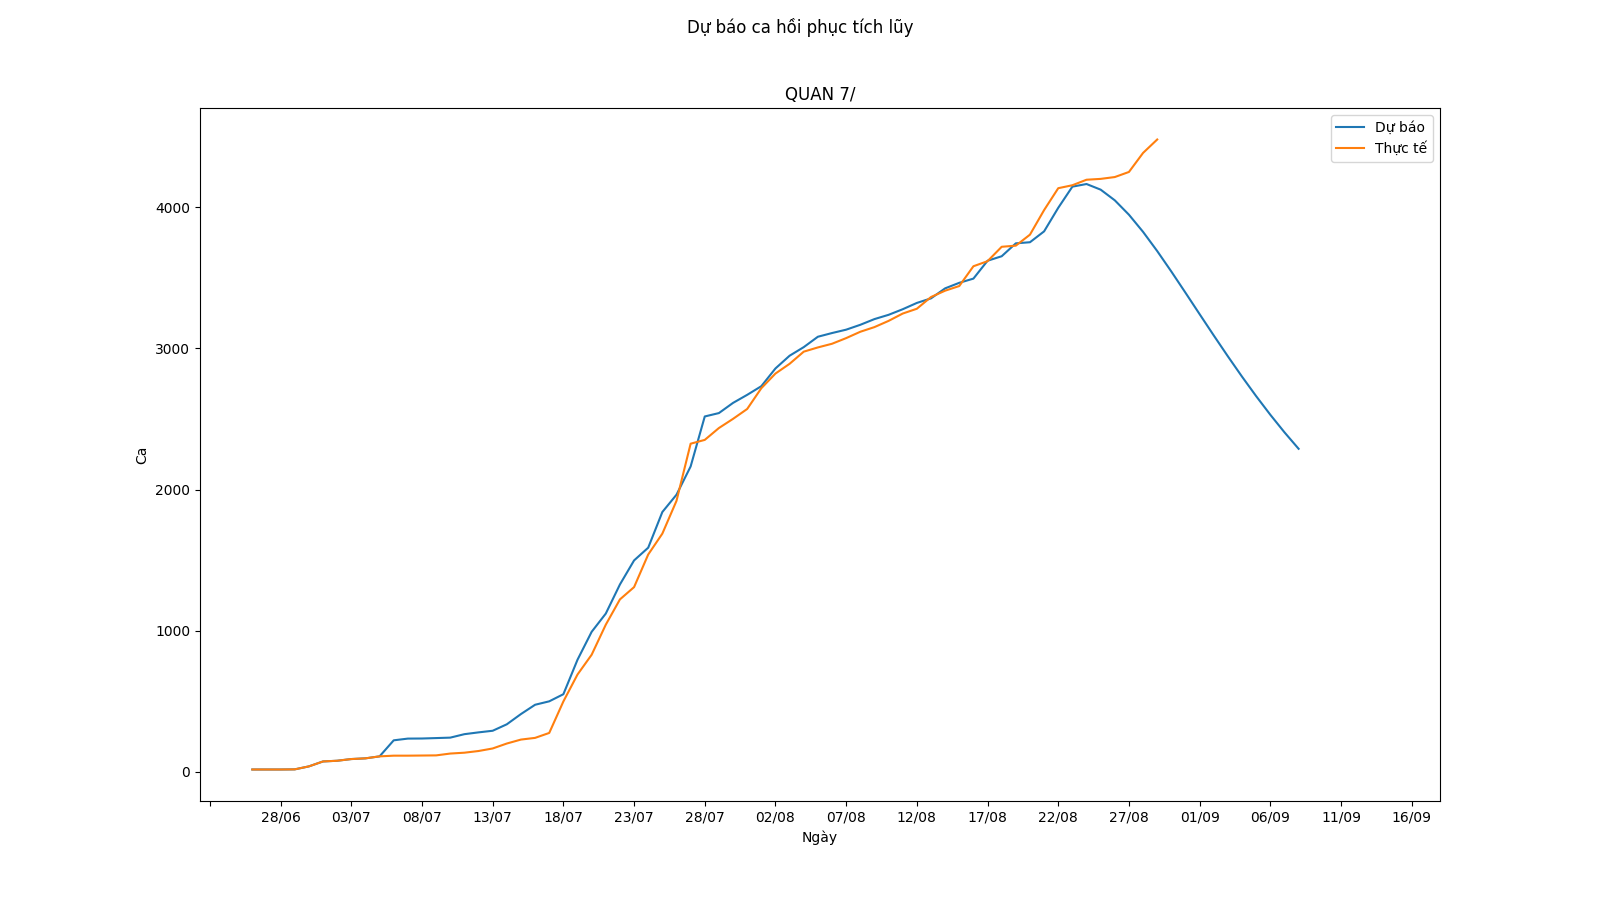 Dự báo ca hồi phục tích lũy
QUAN 7/
Dự báo
Thực tế
4000
3000
2000
1000
0
Ca
28/06 03/07 08/07 13/07 18/07 23/07 28/07 02/08 07/08 12/08 17/08 22/08 27/08 01/09 06/09 11/09 16/09
Ngày